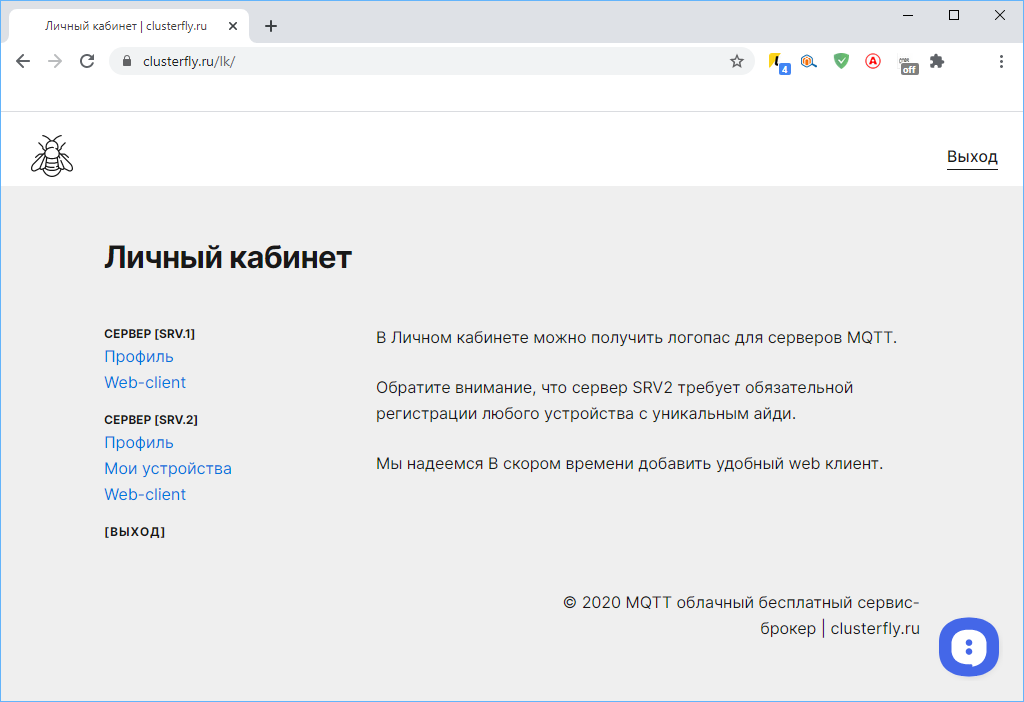 Личный кабинет | clusterfly.ru
clusterfly.ru/lk/
4
A
off
Выход
Личный кабинет
СЕРВЕР [SRV.1]
Профиль
Web-client
СЕРВЕР [SRV.2]
Профиль
Мои устройства
Web-client
[ВЫХОД]
В Личном кабинете можно получить логопас для серверов MQTT.
Обратите внимание, что сервер SRV2 требует обязательной
регистрации любого устройства с уникальным айди.
Мы надеемся В скором времени добавить удобный web клиент.
© 2020 MQTT облачный бесплатный сервис-
брокер | clusterfly.ru